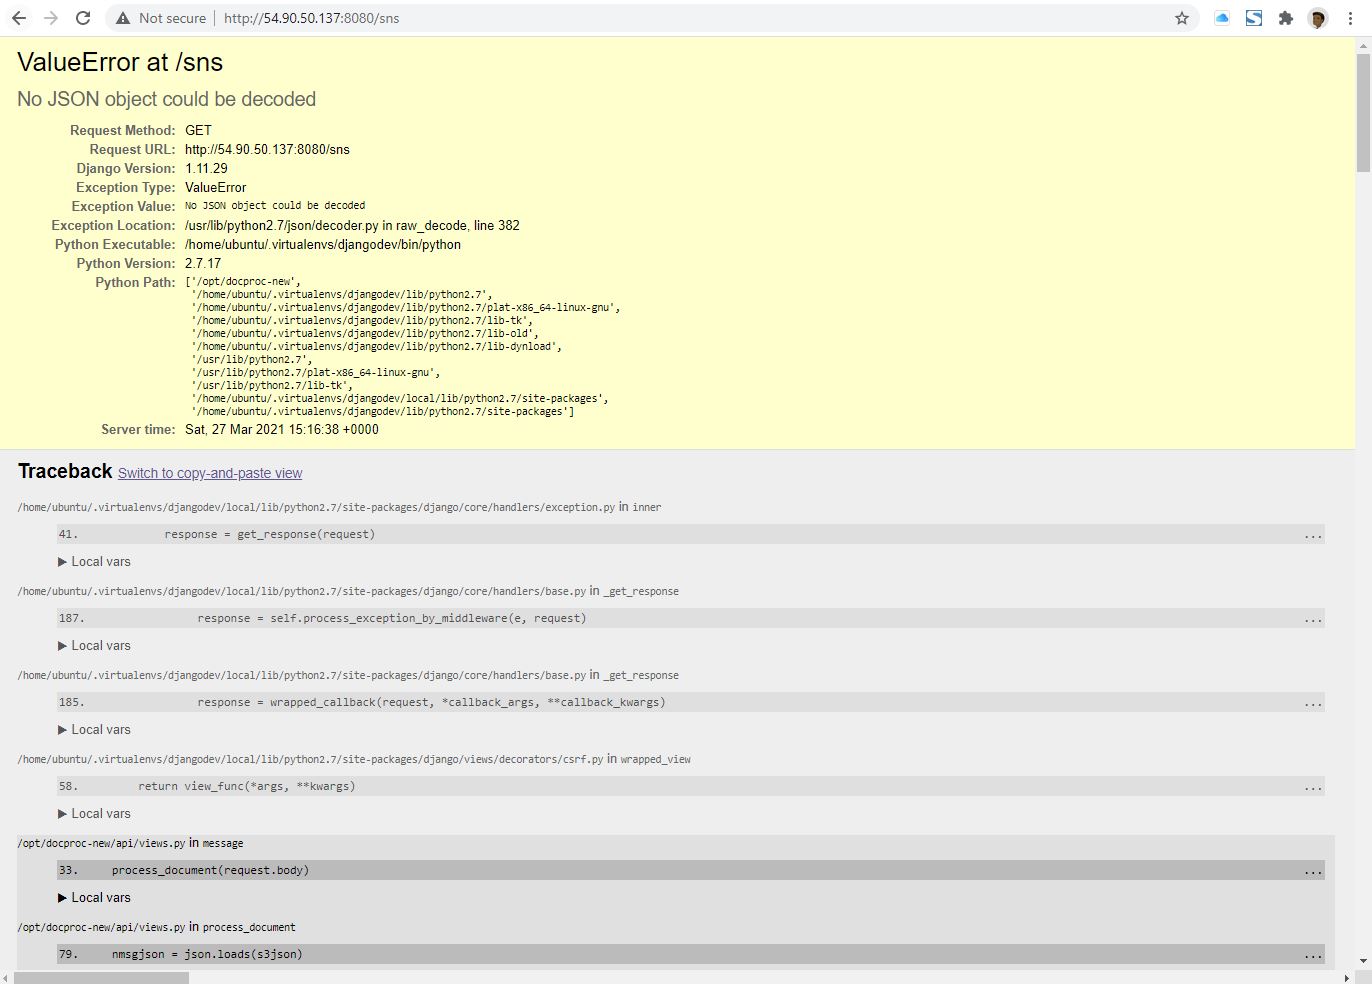 Not secure | http://54.90.50.137:8080/sns
ValueError at /sns
No JSON object could be decoded
Request Method: GET
Request URL: http://54.90.50.137:8080/sns
Django Version: 1.11.29
Exception Type: ValueError
Exception Value: No JSON object could be decoded
Exception Location: /usr/lib/python2.7/json/decoder.py in raw_decode, line 382
Python Executable: /home/ubuntu/.virtualenvs/djangodev/bin/python
Python Version: 2.7.17
Python Path: ['/opt/docproc-new',
'/home/ubuntu/.virtualenvs/djangodev/lib/python2.7',
'/home/ubuntu/.virtualenvs/djangodev/lib/python2.7/plat-x86_64-linux-gnu',
'/home/ubuntu/.virtualenvs/djangodev/lib/python2.7/lib-tk',
'/home/ubuntu/.virtualenvs/djangodev/lib/python2.7/lib-old',
'/home/ubuntu/.virtualenvs/djangodev/lib/python2.7/lib-dynload',
'/usr/lib/python2.7',
'/usr/lib/python2.7/plat-x86_64-linux-gnu',
'/usr/lib/python2.7/lib-tk',
'/home/ubuntu/.virtualenvs/djangodev/local/lib/python2.7/site-packages',
'/home/ubuntu/.virtualenvs/djangodev/lib/python2.7/site-packages']
Server time: Sat, 27 Mar 2021 15:16:38 +0000
Traceback Switch to copy-and-paste view
/home/ubuntu/.virtualenvs/djangodev/local/lib/python2.7/site-packages/django/core/handlers/exception.py in inner
41. response = get_response(request) ...
▶ Local vars
/home/ubuntu/.virtualenvs/djangodev/local/lib/python2.7/site-packages/django/core/handlers/base.py in _get_response
187. response = self.process_exception_by_middleware(e, request) ...
▶ Local vars
/home/ubuntu/.virtualenvs/djangodev/local/lib/python2.7/site-packages/django/core/handlers/base.py in _get_response
185. response = wrapped_callback(request, *callback_args, **callback_kwargs) ...
▶ Local vars
/home/ubuntu/.virtualenvs/djangodev/local/lib/python2.7/site-packages/django/views/decorators/csrf.py in wrapped_view
58. return view_func(*args, **kwargs) ...
▶ Local vars
/opt/docproc-new/api/views.py in message
33. process_document(request.body) ...
▶ Local vars
/opt/docproc-new/api/views.py in process_document
79. nmsgjson = json.loads(s3json) ...